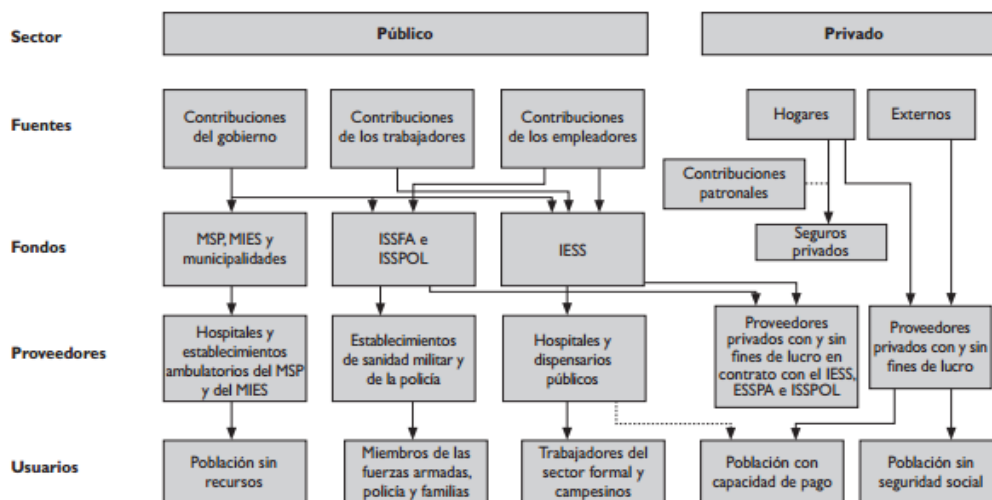 Sector
Público
Privado
Fuentes
Contribuciones
del gobierno
Contribuciones
de los trabajadores
Contribuciones
de los empleadores
Hogares
Externos
Contribuciones
patronales
Fondos
MSP, MIES y
municipalidades
ISSFA e
ISSPOL
IESS
Seguros
privados
Proveedores
Hospitales y
establecimientos
ambulatorios del MSP
y del MIES
Establecimientos
de sanidad militar y
de la policía
Hospitales y
dispensarios
públicos
Proveedores
privados con y sin
fines de lucro en
contrato con el IESS,
ESSPA e ISSPOL
Proveedores
privados con y sin
fines de lucro
Usuarios
Población sin
recursos
Miembros de las
fuerzas armadas,
policía y familias
Trabajadores del
sector formal y
campesinos
Población con
capacidad de pago
Población sin
seguridad social